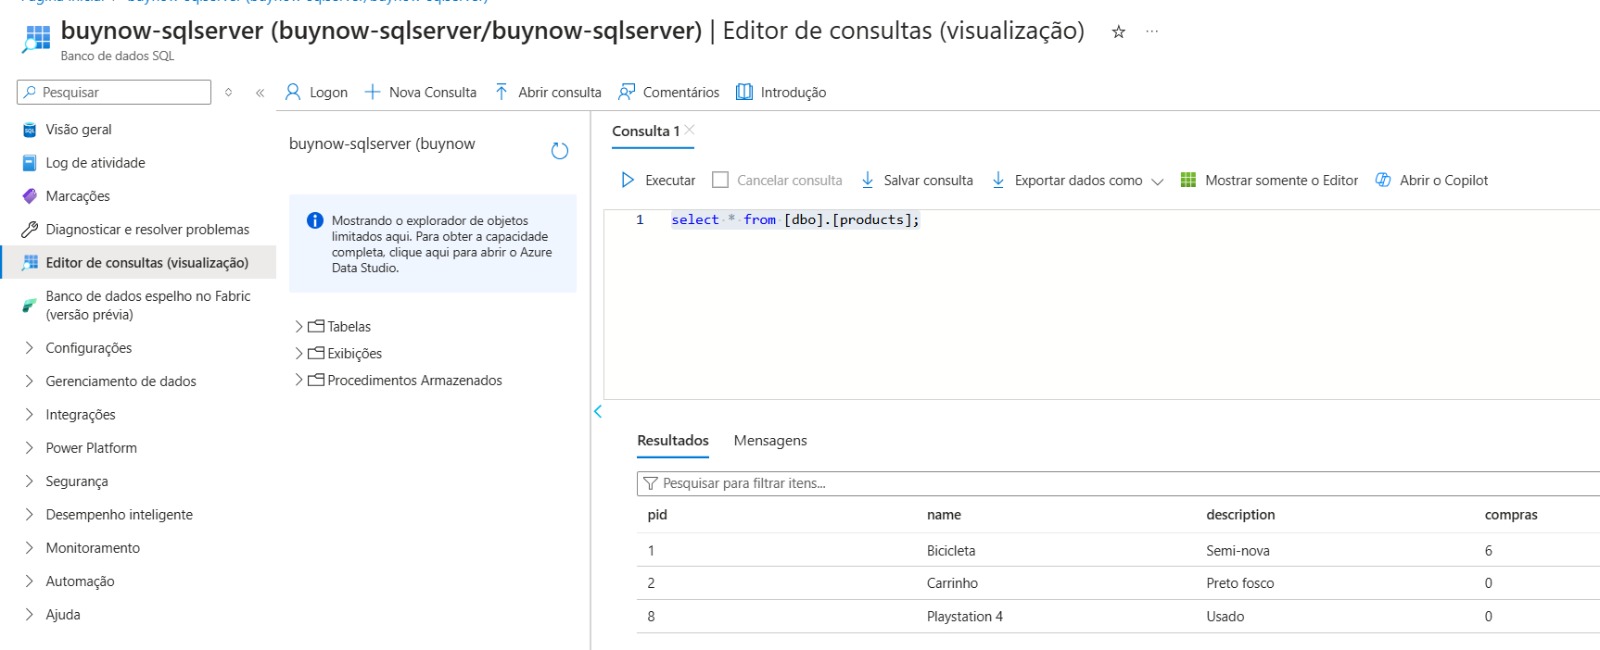 buynow-sqlserver (buynow-sqlserver/buynow-sqlserver) | Editor de consultas (visualização)
Banco de dados SQL
Pesquisar
Logon
Nova Consulta
Abrir consulta
Comentários
Introdução
Visão geral
Log de atividade
Marcações
Diagnosticar e resolver problemas
Editor de consultas (visualização)
Banco de dados espelho no Fabric
(versão prévia)
Configurações
Gerenciamento de dados
Integrações
Power Platform
Segurança
Desempenho inteligente
Monitoramento
Automação
Ajuda
buynow-sqlserver (buynow
Mostrando o explorador de objetos
limitados aqui. Para obter a capacidade
completa, clique aqui para abrir o Azure
Data Studio.
Tabelas
Exibições
Procedimentos Armazenados
Consulta 1
Executar
Cancelar consulta
Salvar consulta
Exportar dados como
Mostrar somente o Editor
Abrir o Copilot
1 select * from [dbo].[products];
Resultados
Mensagens
Pesquisar para filtrar itens...
pid name description compras
1 Bicicleta Semi-nova 6
2 Carrinho Preto fosco 0
8 Playstation 4 Usado 0